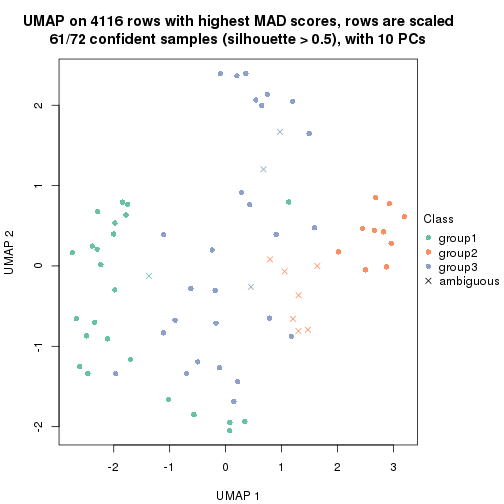 UMAP on 4116 rows with highest MAD scores, rows are scaled
61/72 confident samples (silhouette > 0.5), with 10 PCs
2
1
0
-1
-2
UMAP 2
-2
-1
0
1
2
3
UMAP 1
Class
group1
group2
group3
ambiguous